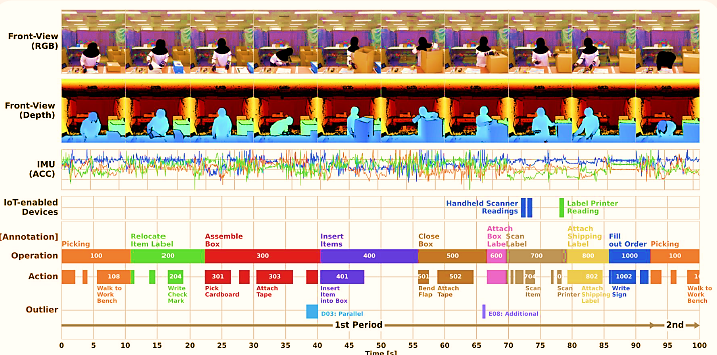 Front-View
(RGB)
Front-View
(Depth)
IMU
(ACC)
IoT-enabled
Devices
Handheld Scanner
Readings
Label Printer
Reading
[Annotation]
Picking
Relocate
Item Label
Assemble
Box
Insert
Items
Close
Box
Attach
Box
Label
Scan
Label
Attach
Shipping
Label
Fill
out Order
Picking
Operation
100 200 300 400 500 600 700 800 1000 100
Action
108 204 301 303 401 502 802 1002
Walk to
Work
Bench
Write
Check
Mark
Pick
Cardboard
Attach
Tape
Insert
Item
into Box
Bend
Flap
Attach
Tape
Scan
Item
Scan
Printer
Attach
Shipping
Label
Write
Sign
Walk to
Work
Bench
Outlier
D03: Parallel
E08: Additional
1st Period
2nd
0 5 10 15 20 25 30 35 40 45 50 55 60 65 70 75 80 85 90 95 100
Time [s]